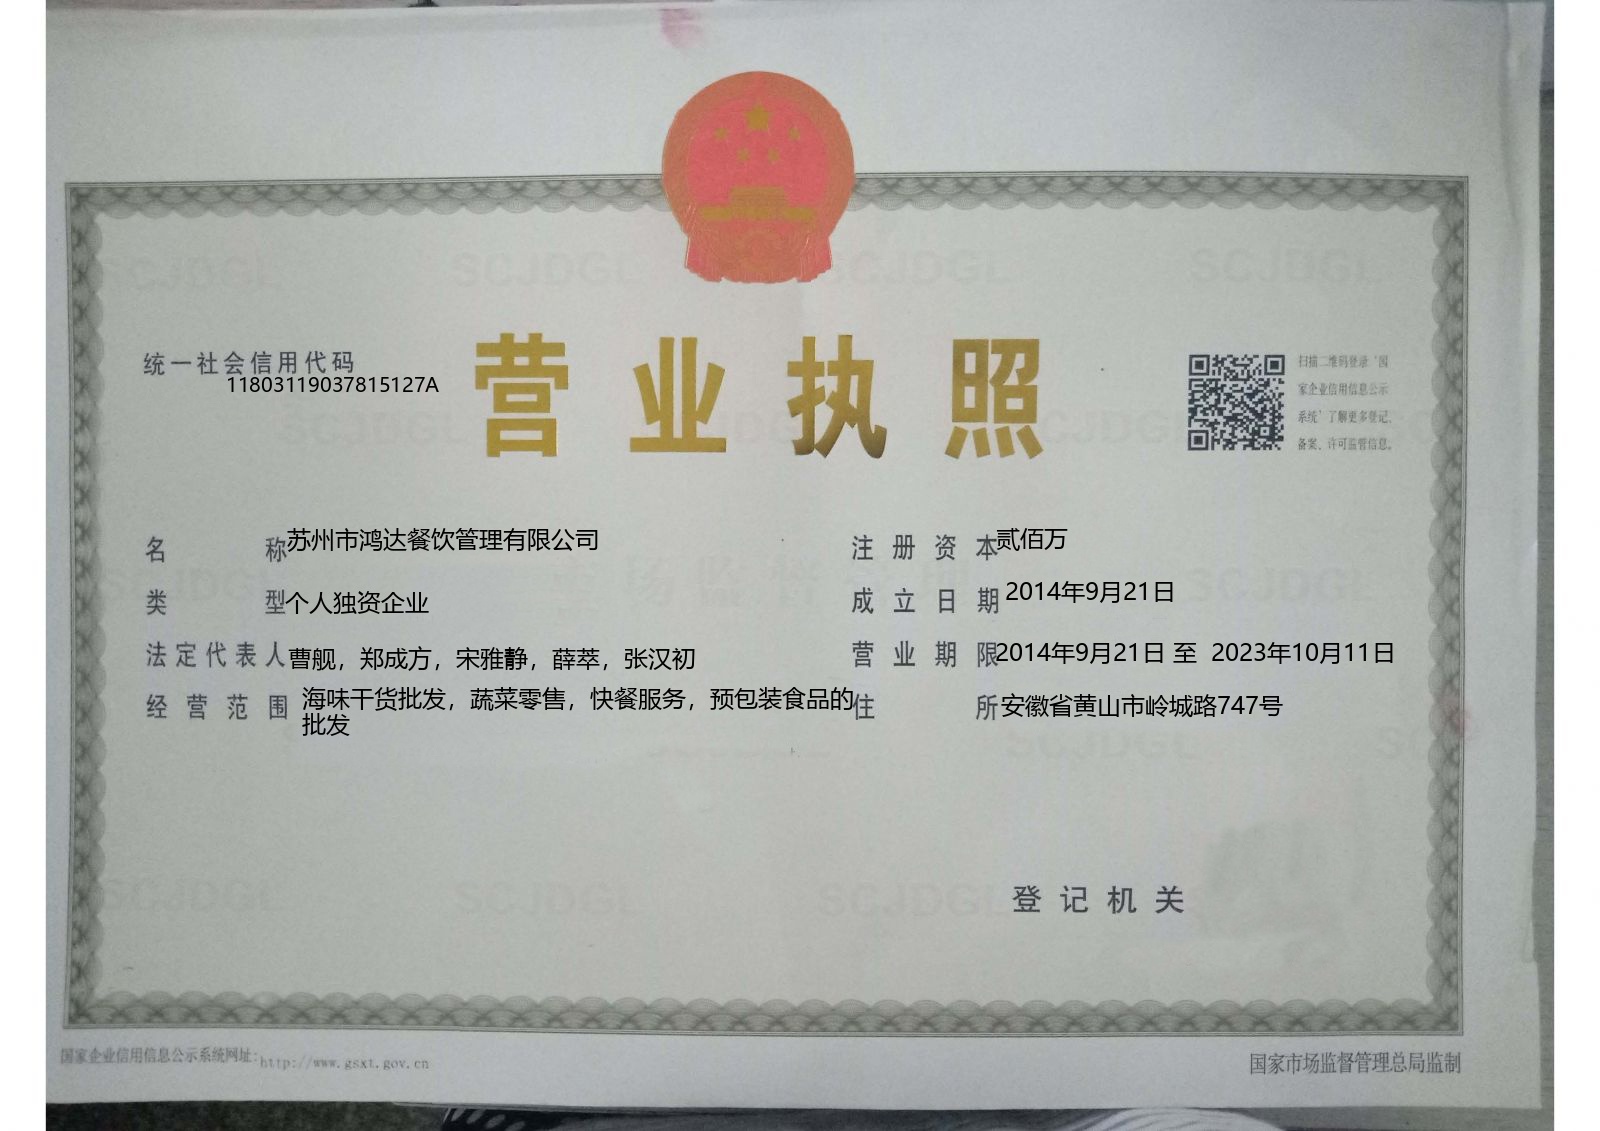 统一社会信用代码
11803119037815127A
营业执照
扫描二维码登录‘国
家企业信用信息公示
系统’了解更多登记、
备案、许可监管信息。
名称 苏州市鸿达餐饮管理有限公司
类型 个人独资企业
法定代表人 曹舰，郑成方，宋雅静，薛萃，张汉初
经营范围 海味干货批发，蔬菜零售，快餐服务，预包装食品的
批发
注册资本 贰佰万
成立日期 2014年9月21日
营业期限 2014年9月21日 至 2023年10月11日
住所 安徽省黄山市岭城路747号
登记机关
国家企业信用信息公示系统网址: http://www.gsxt.gov.cn
国家市场监督管理总局监制
SCJDGL